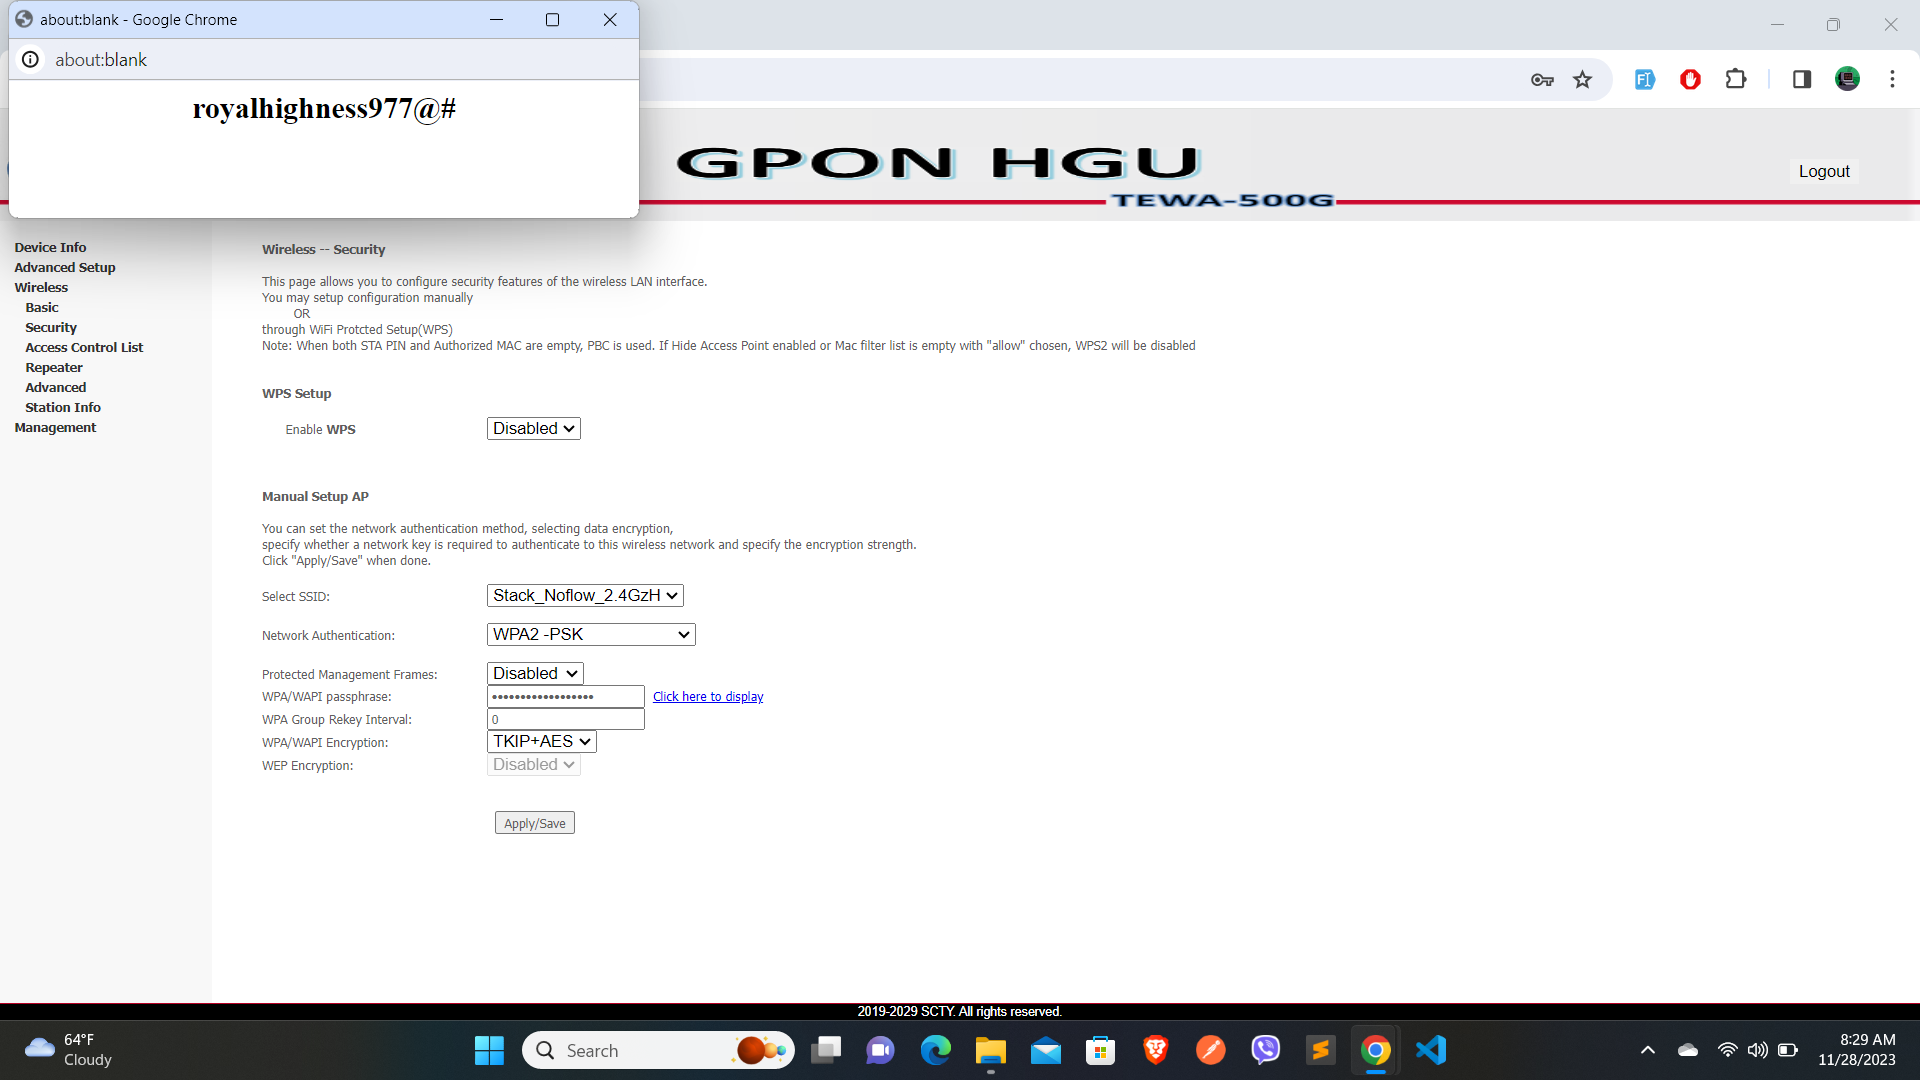 about:blank - Google Chrome
about:blank
royalhighness977@#
GPON HGU
TEWA-500G
Logout
Device Info
Advanced Setup
Wireless
Basic
Security
Access Control List
Repeater
Advanced
Station Info
Management
Wireless -- Security
This page allows you to configure security features of the wireless LAN interface.
You may setup configuration manually
OR
through WiFi Protcted Setup(WPS)
Note: When both STA PIN and Authorized MAC are empty, PBC is used. If Hide Access Point enabled or Mac filter list is empty with "allow" chosen, WPS2 will be disabled
WPS Setup
Enable WPS Disabled
Manual Setup AP
You can set the network authentication method, selecting data encryption,
specify whether a network key is required to authenticate to this wireless network and specify the encryption strength.
Click "Apply/Save" when done.
Select SSID: Stack_Noflow_2.4GzH
Network Authentication: WPA2 -PSK
Protected Management Frames: Disabled
WPA/WAPI passphrase: •••••••••••••••••• Click here to display
WPA Group Rekey Interval: 0
WPA/WAPI Encryption: TKIP+AES
WEP Encryption: Disabled
Apply/Save
2019-2029 SCTY. All rights reserved.
64°F
Cloudy
Search
8:29 AM
11/28/2023